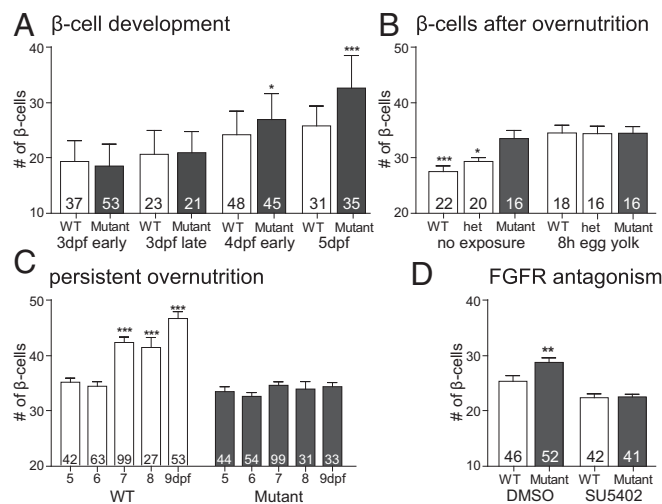 A β-cell development
***
*
# of β-cells
40
30
20
10
37 53 23 21 48 45 31 35
WT Mutant WT Mutant WT Mutant WT Mutant
3dpf early 3dpf late 4dpf early 5dpf
B β-cells after overnutrition
# of β-cells
50
40
30
20
*** *
22 20 16 18 16 16
WT het Mutant WT het Mutant
no exposure 8h egg yolk
C persistent overnutrition
# of β-cells
50
40
30
20
*** *** ***
42 63 99 27 53 44 54 99 31 33
5 6 7 8 9dpf 5 6 7 8 9dpf
WT Mutant
D FGFR antagonism
# of β-cells
40
30
20
10
**
46 52 42 41
WT Mutant WT Mutant
DMSO SU5402